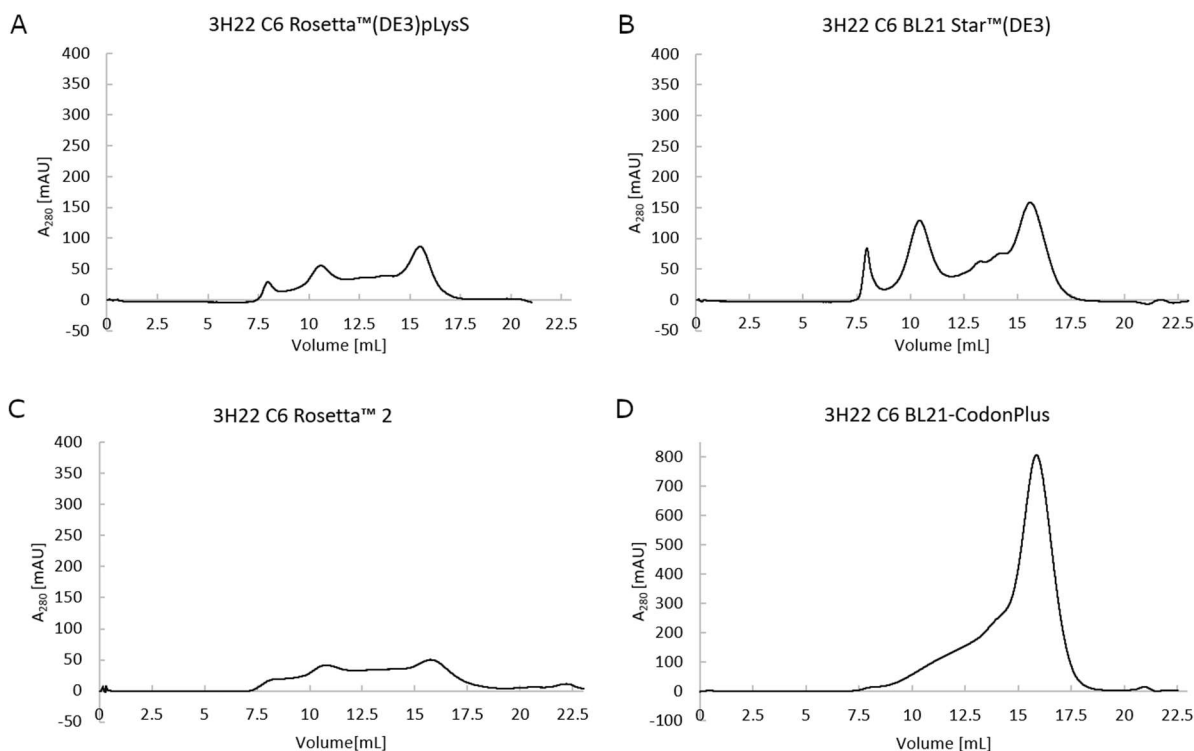 A
3H22 C6 Rosetta™(DE3)pLysS
400
350
300
250
200
150
100
50
0
-50
A280 [mAU]
0 2.5 5 7.5 10 12.5 15 17.5 20 22.5
Volume [mL]
B
3H22 C6 BL21 Star™(DE3)
400
350
300
250
200
150
100
50
0
-50
A280 [mAU]
0 2.5 5 7.5 10 12.5 15 17.5 20 22.5
Volume [mL]
C
3H22 C6 Rosetta™ 2
400
350
300
250
200
150
100
50
0
-50
A280 [mAU]
0 2.5 5 7.5 10 12.5 15 17.5 20 22.5
Volume[mL]
D
3H22 C6 BL21-CodonPlus
800
700
600
500
400
300
200
100
0
-100
A280 [mAU]
0 2.5 5 7.5 10 12.5 15 17.5 20 22.5
Volume [mL]